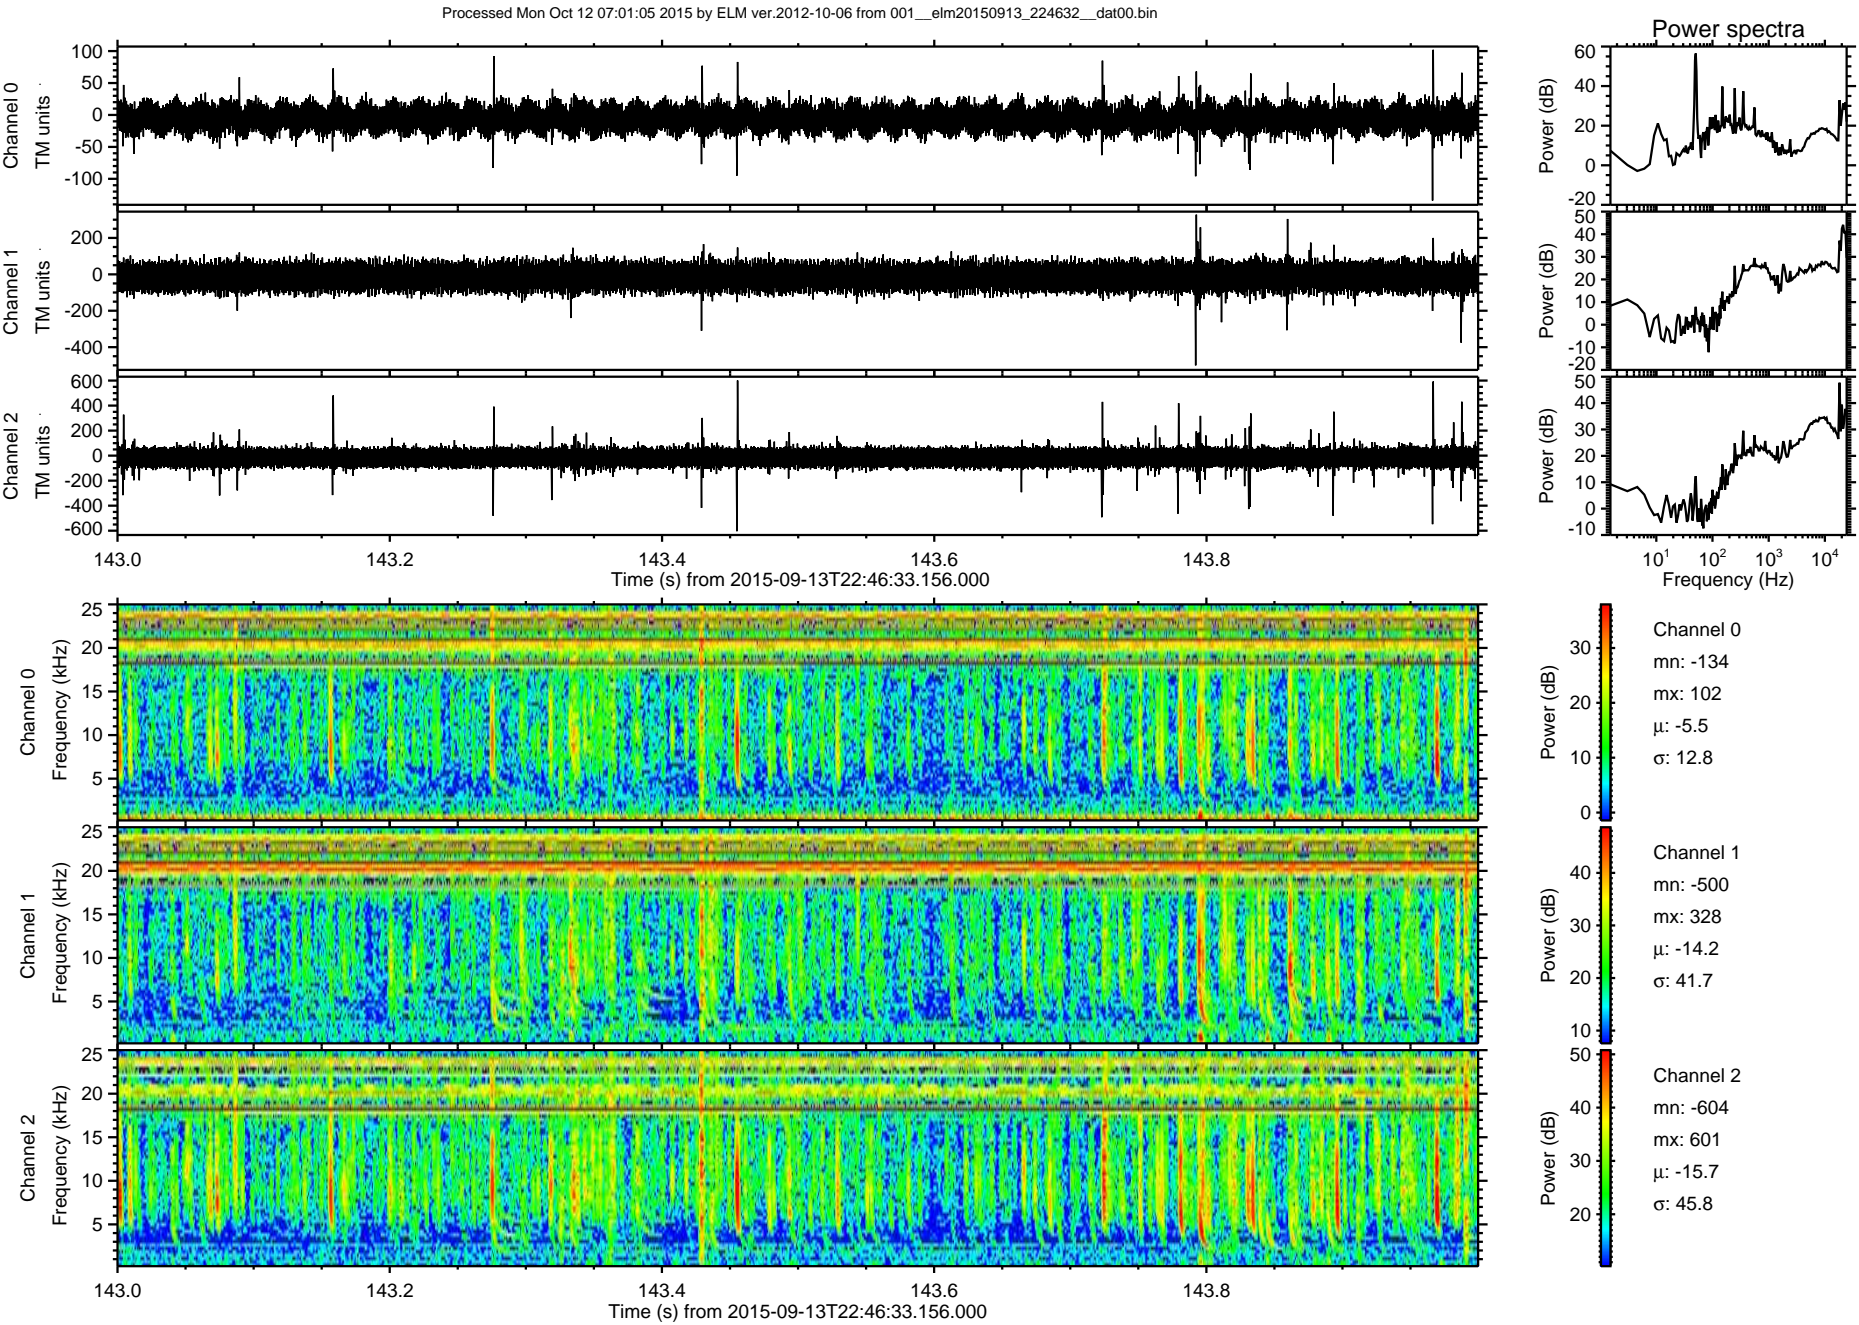 Processed Mon Oct 12 07:01:05 2015 by ELM ver.2012-10-06 from 001__elm20150913_224632__dat00.bin
Power spectra
Channel 0
TM units
100
50
0
-50
-100
Power (dB)
60
40
20
0
-20
Channel 1
TM units
200
0
-200
-400
Power (dB)
50
40
30
20
10
0
-10
-20
Channel 2
TM units
600
400
200
0
-200
-400
-600
Power (dB)
50
40
30
20
10
0
-10
143.0 143.2 143.4 143.6 143.8
Time (s) from 2015-09-13T22:46:33.156.000
10¹ 10² 10³ 10⁴
Frequency (Hz)
Channel 0
Frequency (kHz)
25
20
15
10
5
Power (dB)
30
20
10
0
Channel 0
mn: -134
mx: 102
µ: -5.5
σ: 12.8
Channel 1
Frequency (kHz)
25
20
15
10
5
Power (dB)
40
30
20
10
Channel 1
mn: -500
mx: 328
µ: -14.2
σ: 41.7
Channel 2
Frequency (kHz)
25
20
15
10
5
Power (dB)
50
40
30
20
Channel 2
mn: -604
mx: 601
µ: -15.7
σ: 45.8
143.0 143.2 143.4 143.6 143.8
Time (s) from 2015-09-13T22:46:33.156.000